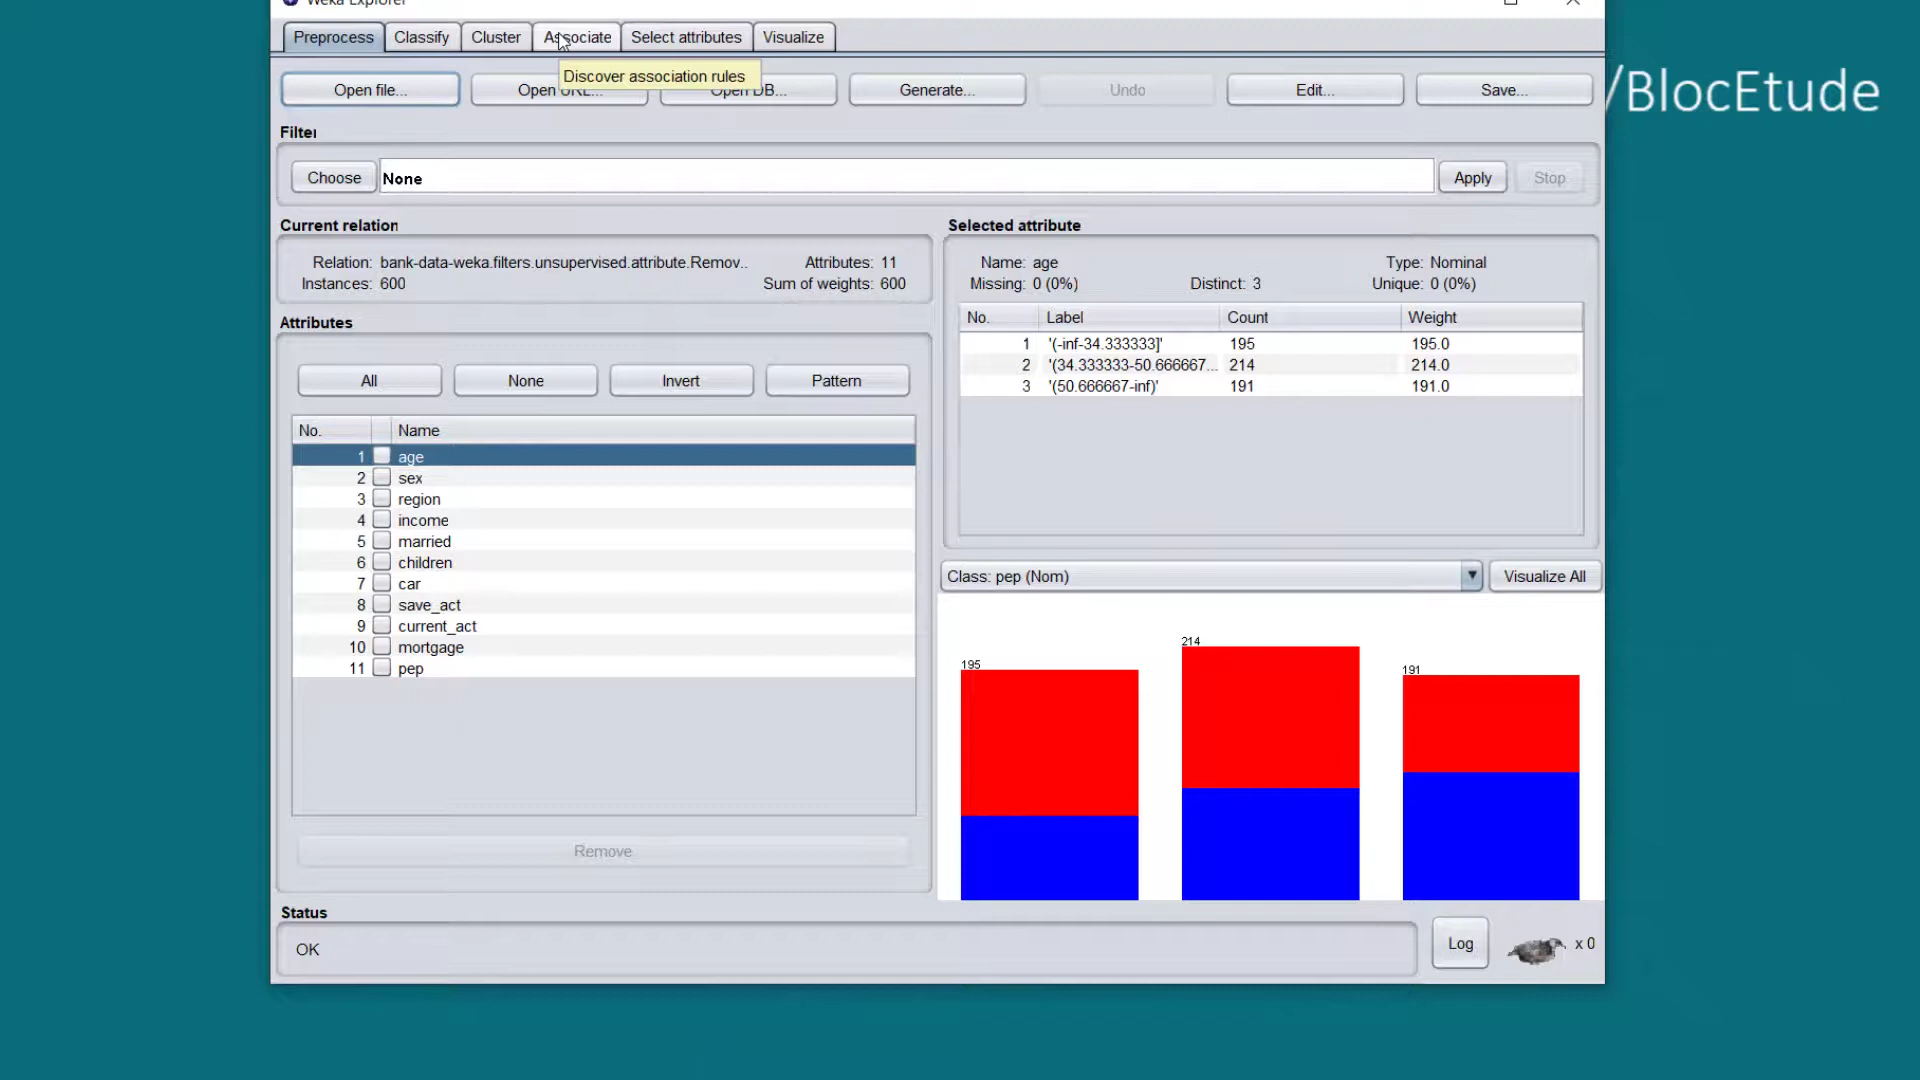 Weka Explorer
Preprocess Classify Cluster Associate Select attributes Visualize
Discover association rules
Open file... Open URL... Open DB... Generate... Undo Edit... Save...
/BlocEtude
Filter
Choose None Apply Stop
Current relation
Relation: bank-data-weka.filters.unsupervised.attribute.Remov.. Attributes: 11
Instances: 600 Sum of weights: 600
Selected attribute
Name: age Type: Nominal
Missing: 0 (0%) Distinct: 3 Unique: 0 (0%)
No. Label Count Weight
1 '(-inf-34.333333]' 195 195.0
2 '(34.333333-50.666667... 214 214.0
3 '(50.666667-inf)' 191 191.0
Attributes
All None Invert Pattern
No. Name
1 age
2 sex
3 region
4 income
5 married
6 children
7 car
8 save_act
9 current_act
10 mortgage
11 pep
Remove
Class: pep (Nom) Visualize All
195 214 191
Status
OK
Log x 0